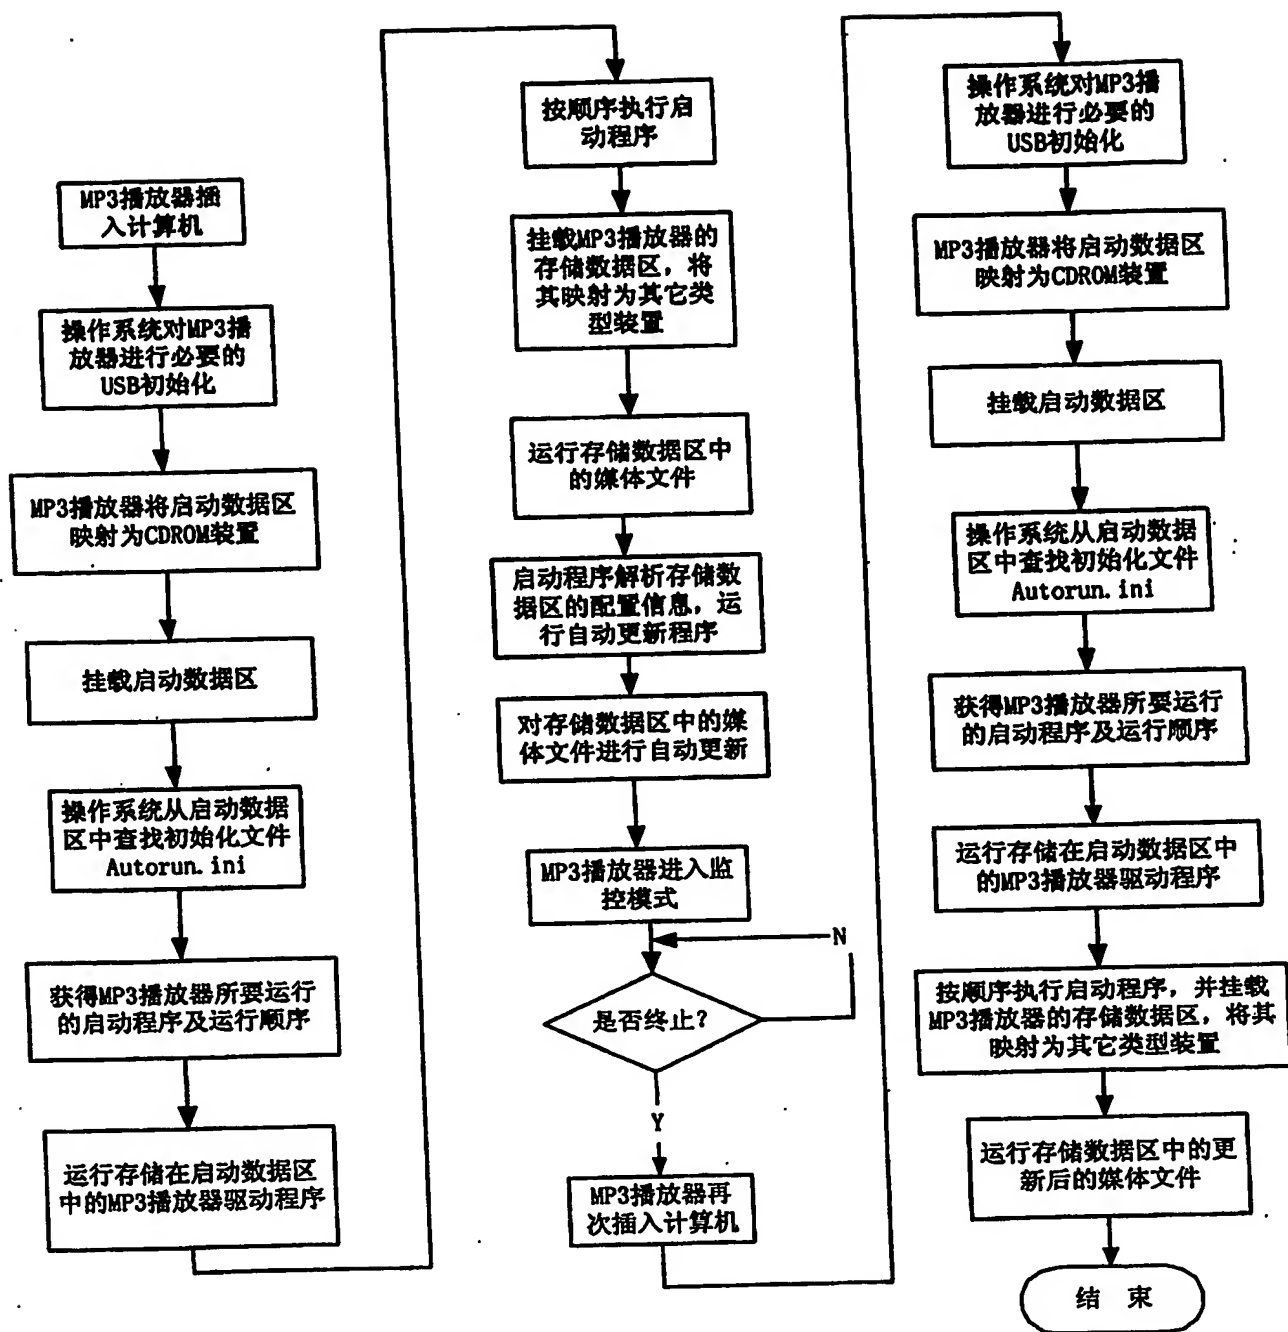 MP3播放器插
入计算机
操作系统对MP3播
放器进行必要的
USB初始化
MP3播放器将启动数据区
映射为CDROM装置
挂载启动数据区
操作系统从启动数据
区中查找初始化文件
Autorun.ini
获得MP3播放器所要运行
的启动程序及运行顺序
运行存储在启动数据区
中的MP3播放器驱动程序
按顺序执行启
动程序
挂载MP3播放器的
存储数据区，将
其映射为其它类
型装置
运行存储数据区中
的媒体文件
启动程序解析存储数
据区的配置信息，运
行自动更新程序
对存储数据区中的媒
体文件进行自动更新
MP3播放器进入监
控模式
N
是否终止？
Y
MP3播放器再
次插入计算机
操作系统对MP3播
放器进行必要的
USB初始化
MP3播放器将启动数据区
映射为CDROM装置
挂载启动数据区
操作系统从启动数据
区中查找初始化文件
Autorun.ini
获得MP3播放器所要运行
的启动程序及运行顺序
运行存储在启动数据区中
的MP3播放器驱动程序
按顺序执行启动程序，并挂载
MP3播放器的存储数据区，将其
映射为其它类型装置
运行存储数据区中的更
新后的媒体文件
结 束